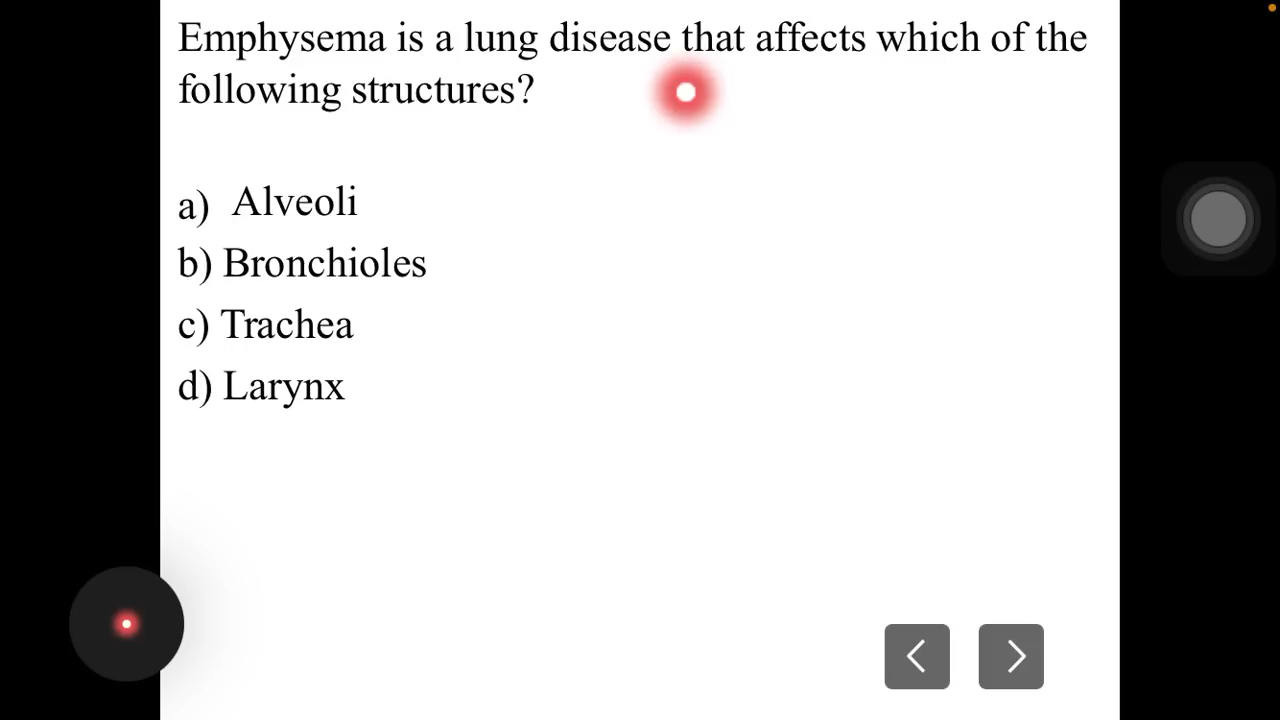 Emphysema is a lung disease that affects which of the
following structures?
a) Alveoli
b) Bronchioles
c) Trachea
d) Larynx